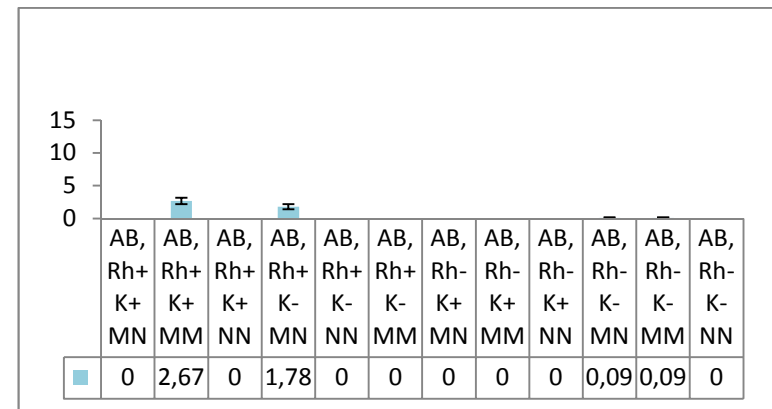 15
10
5
0
AB, AB, AB, AB, AB, AB, AB, AB, AB, AB, AB, AB,
Rh+ Rh+ Rh+ Rh+ Rh+ Rh+ Rh- Rh- Rh- Rh- Rh- Rh-
K+ K+ K+ K- K- K- K+ K+ K+ K- K- K-
MN MM NN MN NN MM MN MM NN MN MM NN
0 2,67 0 1,78 0 0 0 0 0 0,09 0,09 0